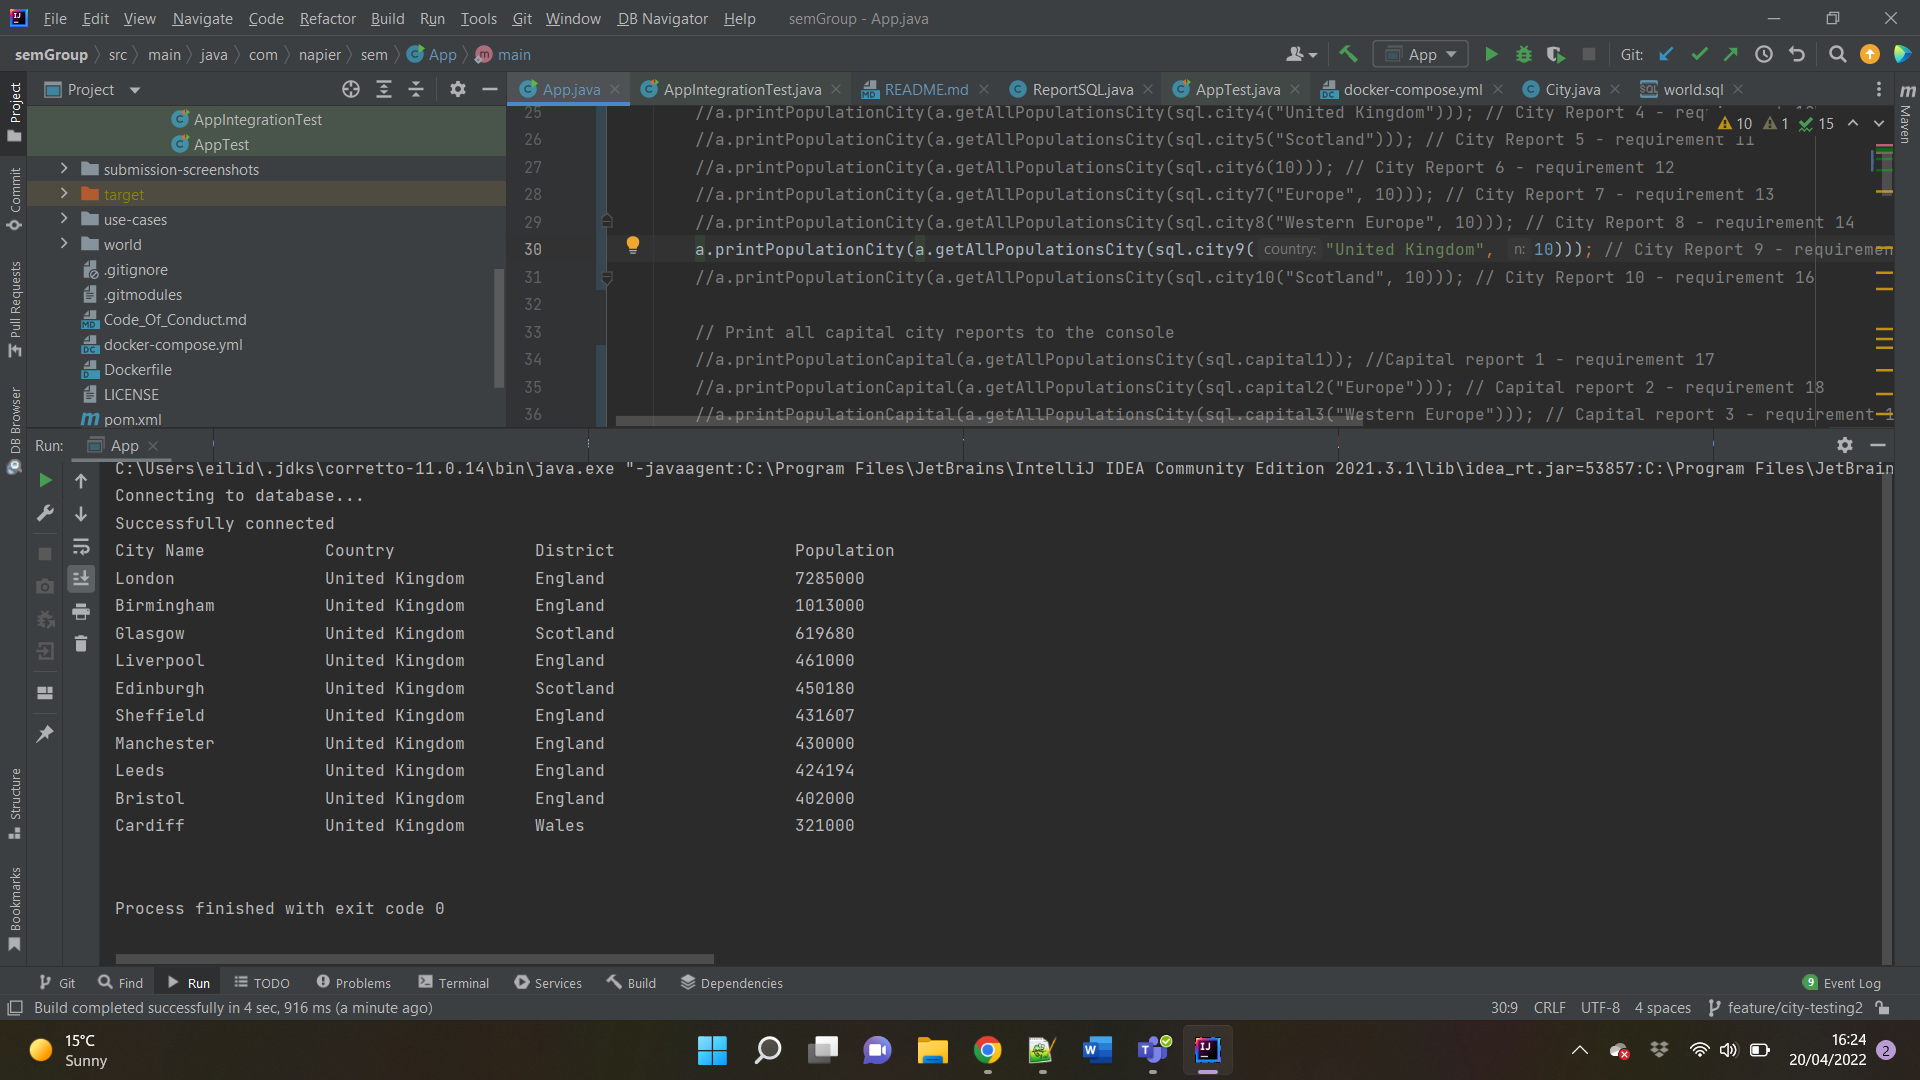 File Edit View Navigate Code Refactor Build Run Tools Git Window DB Navigator Help semGroup - App.java
semGroup src main java com napier sem App main
App Git:
Project
App.java AppIntegrationTest.java README.md ReportSQL.java AppTest.java docker-compose.yml City.java world.sql
Project
Commit
Pull Requests
DB Browser
Structure
Bookmarks
Maven
AppIntegrationTest
AppTest
submission-screenshots
target
use-cases
world
.gitignore
.gitmodules
Code_Of_Conduct.md
docker-compose.yml
Dockerfile
LICENSE
pom.xml
10 1 15
25 //a.printPopulationCity(a.getAllPopulationsCity(sql.city4("United Kingdom"))); // City Report 4 - req
26 //a.printPopulationCity(a.getAllPopulationsCity(sql.city5("Scotland"))); // City Report 5 - requirement 11
27 //a.printPopulationCity(a.getAllPopulationsCity(sql.city6(10))); // City Report 6 - requirement 12
28 //a.printPopulationCity(a.getAllPopulationsCity(sql.city7("Europe", 10))); // City Report 7 - requirement 13
29 //a.printPopulationCity(a.getAllPopulationsCity(sql.city8("Western Europe", 10))); // City Report 8 - requirement 14
30 a.printPopulationCity(a.getAllPopulationsCity(sql.city9( country: "United Kingdom", n: 10))); // City Report 9 - requiremen
31 //a.printPopulationCity(a.getAllPopulationsCity(sql.city10("Scotland", 10))); // City Report 10 - requirement 16
32
33 // Print all capital city reports to the console
34 //a.printPopulationCapital(a.getAllPopulationsCity(sql.capital1)); //Capital report 1 - requirement 17
35 //a.printPopulationCapital(a.getAllPopulationsCity(sql.capital2("Europe"))); // Capital report 2 - requirement 18
36 //a.printPopulationCapital(a.getAllPopulationsCity(sql.capital3("Western Europe"))); // Capital report 3 - requirement 1
Run: App
C:\Users\eilid\.jdks\corretto-11.0.14\bin\java.exe "-javaagent:C:\Program Files\JetBrains\IntelliJ IDEA Community Edition 2021.3.1\lib\idea_rt.jar=53857:C:\Program Files\JetBrain
Connecting to database...
Successfully connected
City Name Country District Population
London United Kingdom England 7285000
Birmingham United Kingdom England 1013000
Glasgow United Kingdom Scotland 619680
Liverpool United Kingdom England 461000
Edinburgh United Kingdom Scotland 450180
Sheffield United Kingdom England 431607
Manchester United Kingdom England 430000
Leeds United Kingdom England 424194
Bristol United Kingdom England 402000
Cardiff United Kingdom Wales 321000
Process finished with exit code 0
Git Find Run TODO Problems Terminal Services Build Dependencies 9 Event Log
Build completed successfully in 4 sec, 916 ms (a minute ago) 30:9 CRLF UTF-8 4 spaces feature/city-testing2
15°C
Sunny
16:24
20/04/2022
2